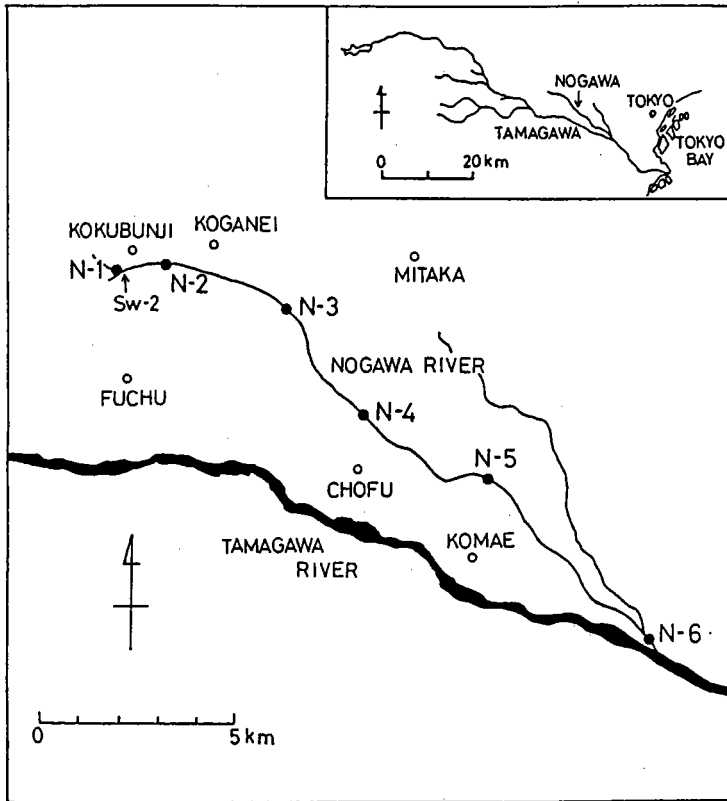 NOGAWA
TOKYO
TAMAGAWA
TOKYO
BAY
0 20 km
KOKUBUNJI
KOGANEI
N-1
N-2
Sw-2
MITAKA
N-3
NOGAWA RIVER
FUCHU
N-4
N-5
CHOFU
TAMAGAWA
RIVER
KOMAE
N-6
0 5 km